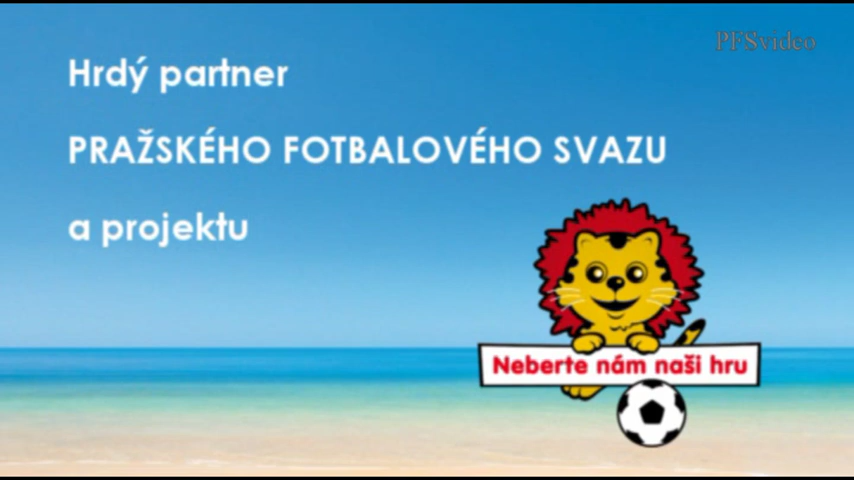 PFSvideo
Hrdý partner
PRAŽSKÉHO FOTBALOVÉHO SVAZU
a projektu
Neberte nám naši hru